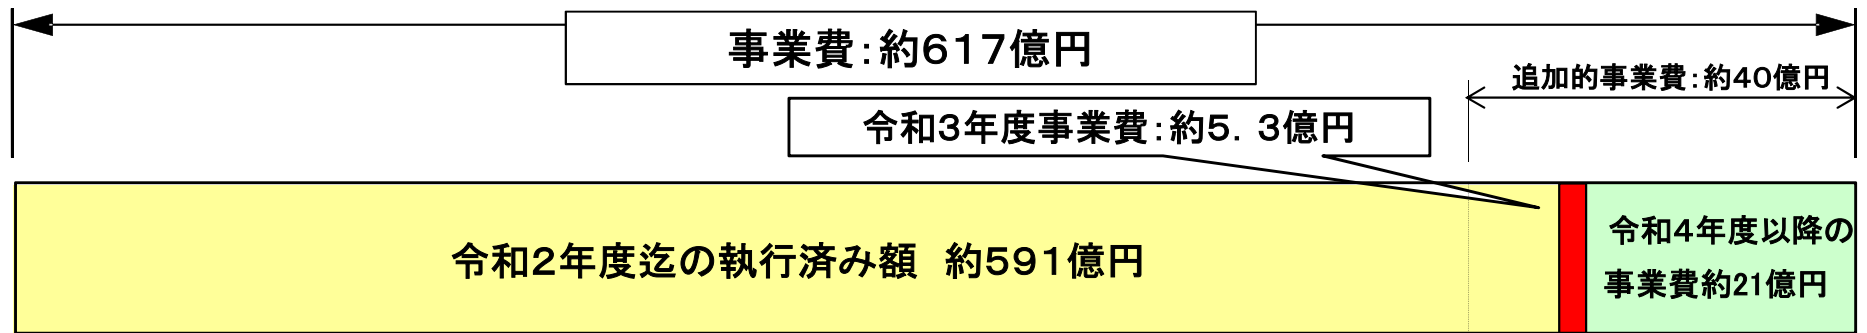 事業費：約６１７億円
追加的事業費：約４０億円
令和３年度事業費：約５．３億円
令和２年度迄の執行済み額　約５９１億円
令和４年度以降の
事業費約21億円